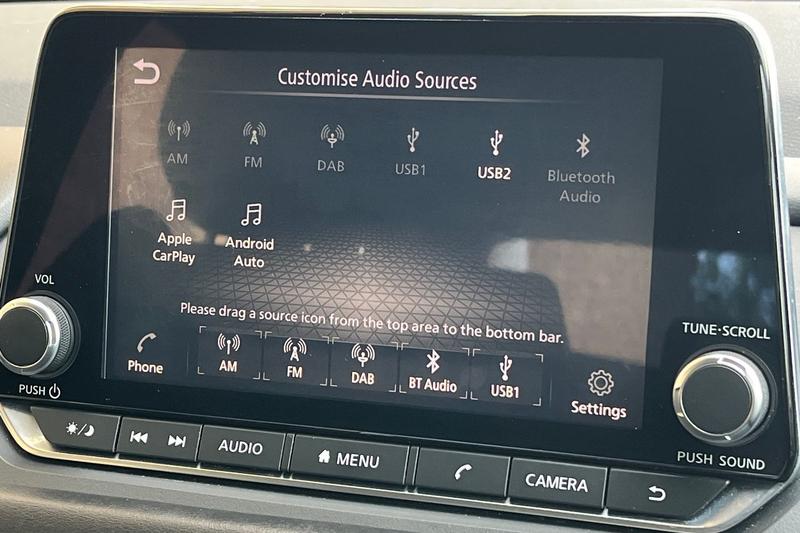 Customise Audio Sources
AM
FM
DAB
USB1
USB2
Bluetooth
Audio
Apple
CarPlay
Android
Auto
Please drag a source icon from the top area to the bottom bar.
Phone
AM
FM
DAB
BT Audio
USB1
Settings
VOL
PUSH
TUNE·SCROLL
PUSH SOUND
AUDIO
MENU
CAMERA